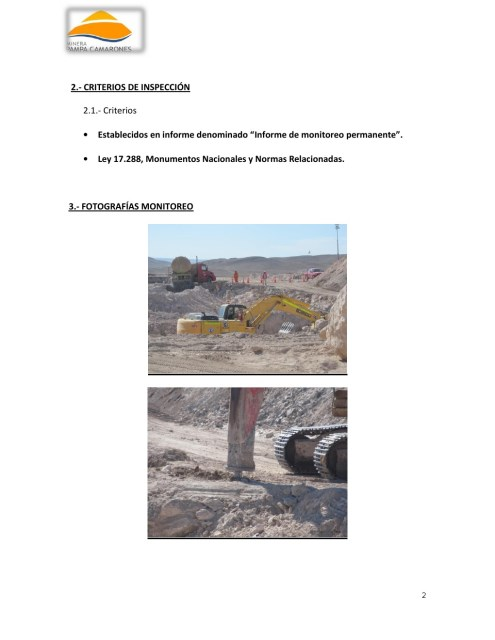 MINERA
PAMPA CAMARONES
2.- CRITERIOS DE INSPECCIÓN
2.1.- Criterios
• Establecidos en informe denominado “Informe de monitoreo permanente”.
• Ley 17.288, Monumentos Nacionales y Normas Relacionadas.
3.- FOTOGRAFÍAS MONITOREO
2